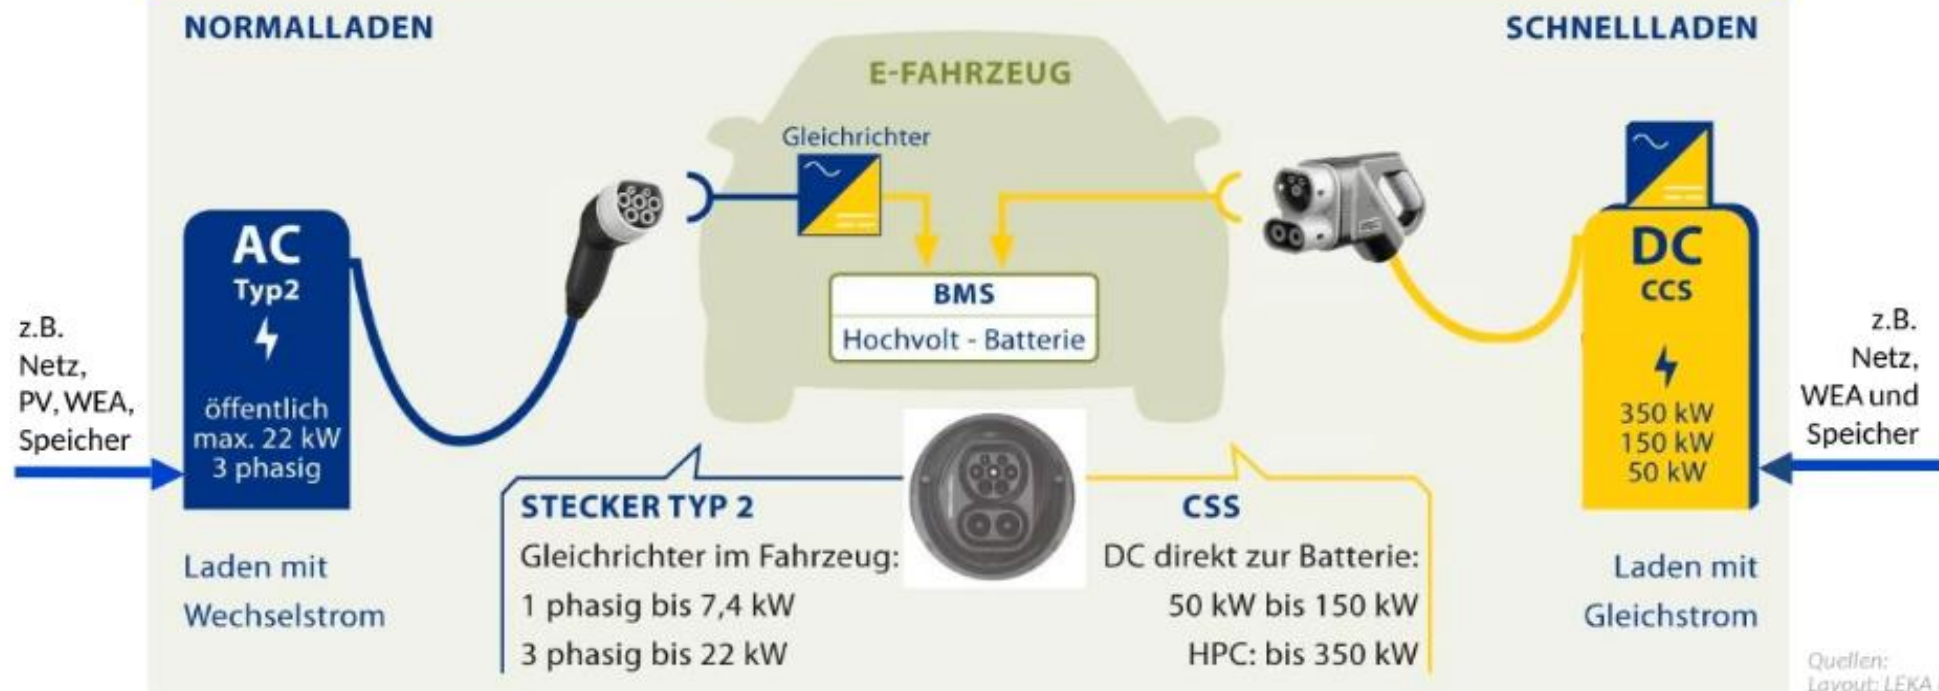 NORMALLADEN
SCHNELLLADEN
E-FAHRZEUG
Gleichrichter
AC
Typ2
öffentlich
max. 22 kW
3 phasig
z.B.
Netz,
PV, WEA,
Speicher
BMS
Hochvolt - Batterie
DC
CCS
350 kW
150 kW
50 kW
z.B.
Netz,
WEA und
Speicher
Laden mit
Wechselstrom
STECKER TYP 2
Gleichrichter im Fahrzeug:
1 phasig bis 7,4 kW
3 phasig bis 22 kW
CSS
DC direkt zur Batterie:
50 kW bis 150 kW
HPC: bis 350 kW
Laden mit
Gleichstrom
Quellen:
Layout: LEKA